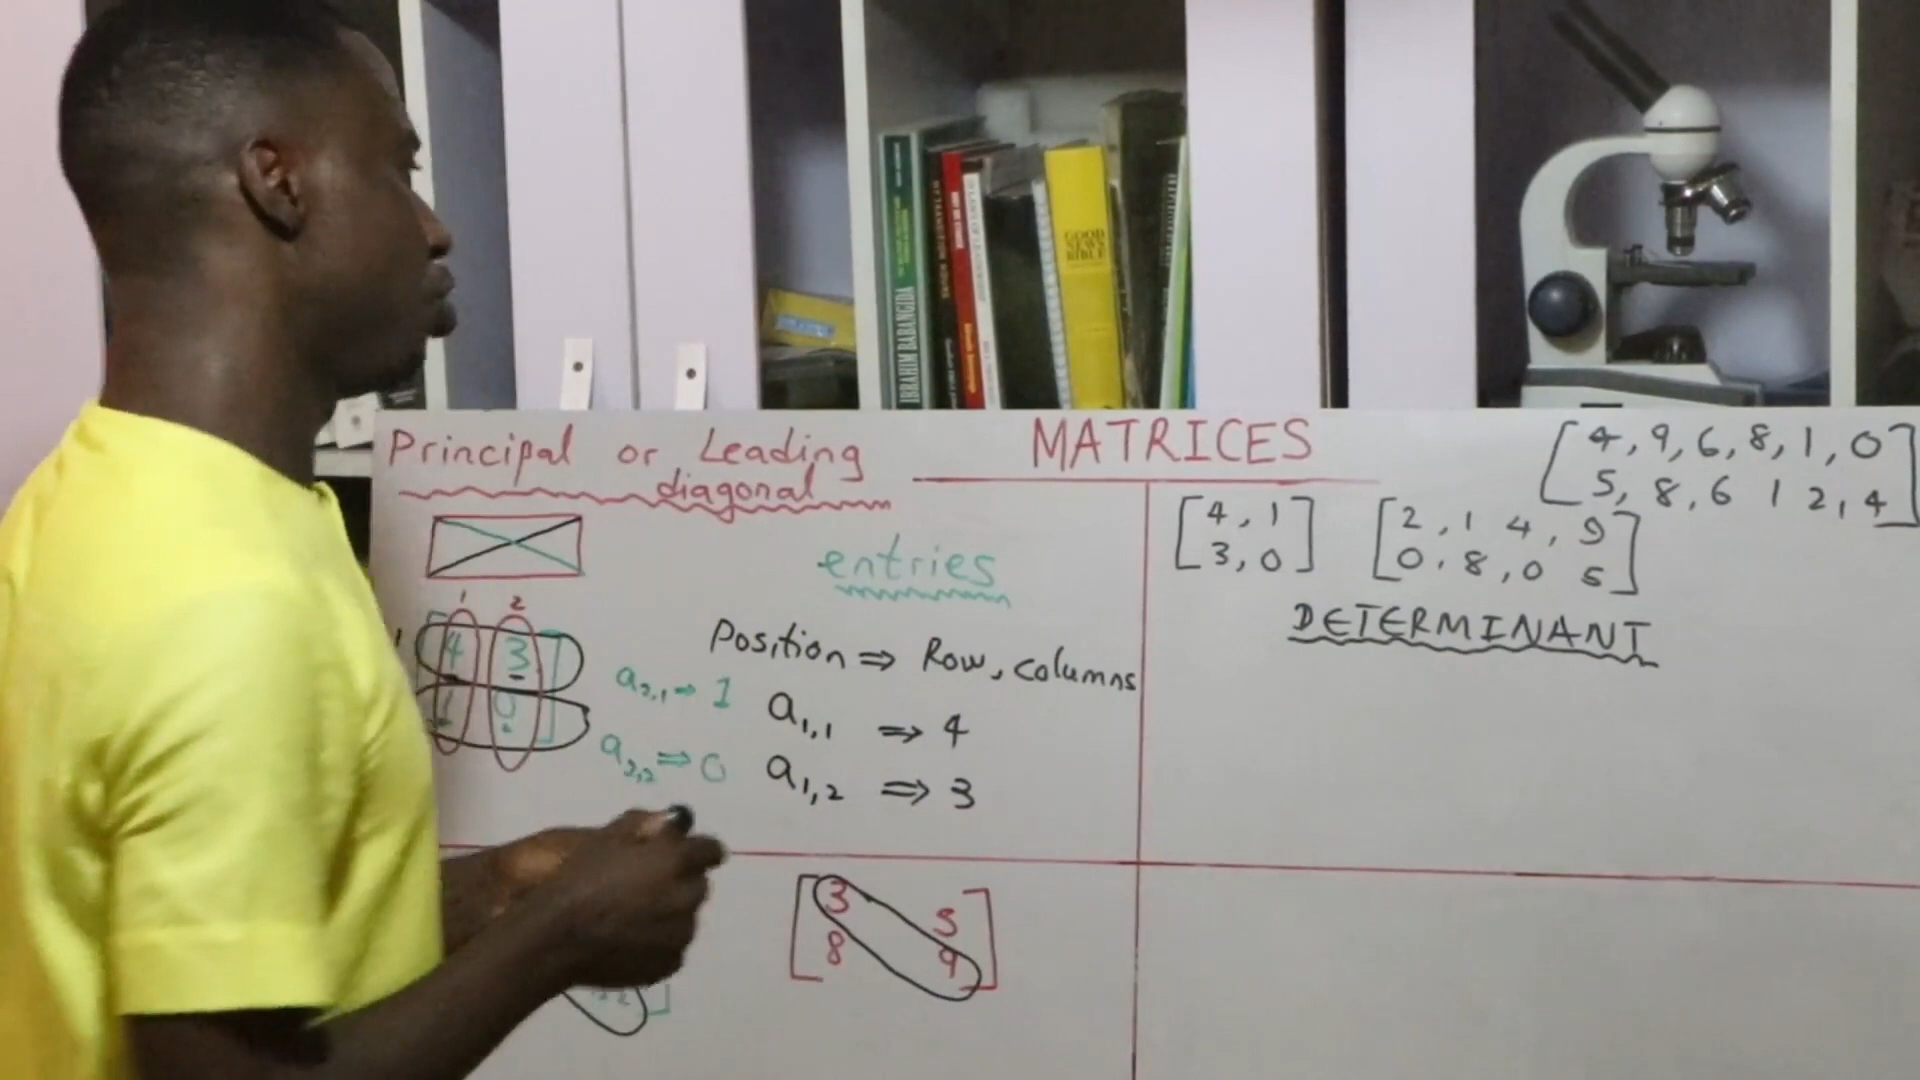 IBRAHIM BABANGIDA
GOOD
NEWS
BIBLE
Principal or Leading
diagonal
MATRICES
[4, 9, 6, 8, 1, 0
5, 8, 6 1 2, 4]
[4, 1
3, 0]
[2, 1 4, 9
0, 8, 0 5]
DETERMINANT
entries
Position ⇒ Row, columns
1 2
1
4 3
1 0
a2,1 ⇒ 1
a1,1 ⇒ 4
a2,2 ⇒ 0
a1,2 ⇒ 3
[3 5
8 9]